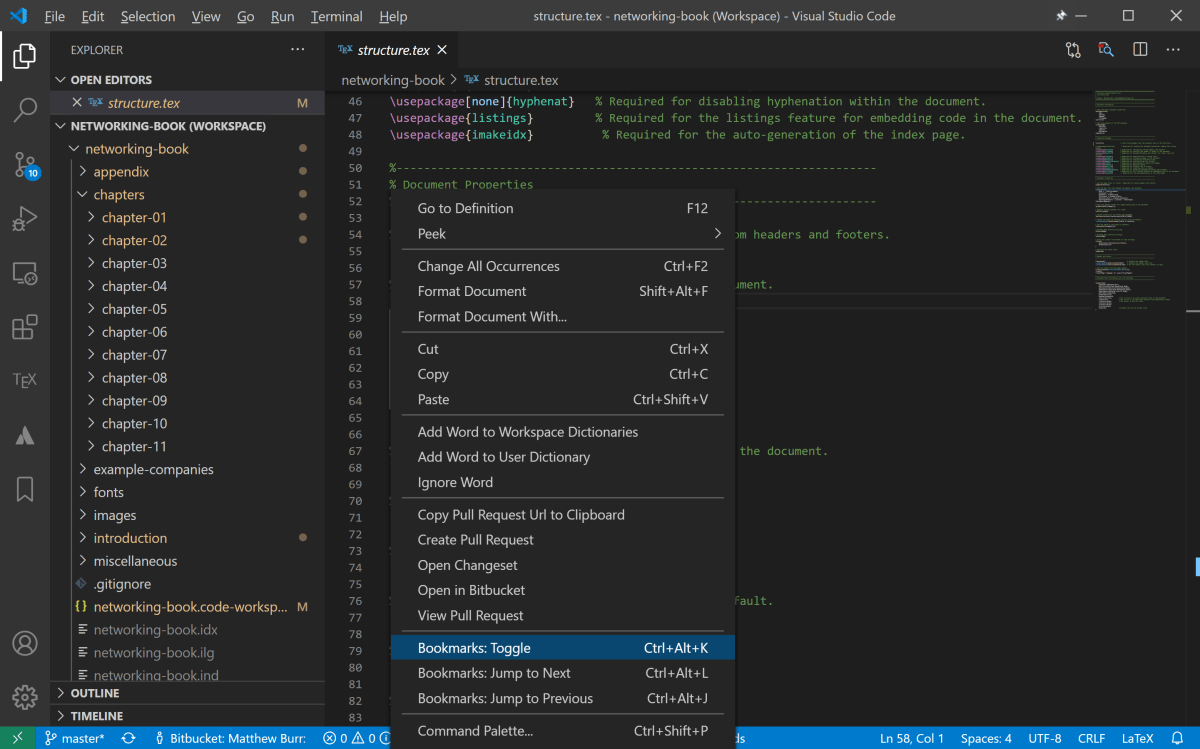 File Edit Selection View Go Run Terminal Help structure.tex - networking-book (Workspace) - Visual Studio Code
EXPLORER
OPEN EDITORS
structure.tex M
NETWORKING-BOOK (WORKSPACE)
networking-book
appendix
chapters
chapter-01
chapter-02
chapter-03
chapter-04
chapter-05
chapter-06
chapter-07
chapter-08
chapter-09
chapter-10
chapter-11
example-companies
fonts
images
introduction
miscellaneous
.gitignore
{} networking-book.code-worksp... M
networking-book.idx
networking-book.ilg
networking-book.ind
OUTLINE
TIMELINE
10
TEX
TEX structure.tex
networking-book > TEX structure.tex
46 \usepackage[none]{hyphenat} % Required for disabling hyphenation within the document.
47 \usepackage{listings} % Required for the listings feature for embedding code in the document.
48 \usepackage{imakeidx} % Required for the auto-generation of the index page.
49
50 %----------------------------------------------------------------
51 % Document Properties
52 ----------------------
53
54 om headers and footers.
55
56
57 ument.
58
59
60
61
62
63
64
65
66
67 the document.
68
69
70
71
72
73
74
75
76 fault.
77
78
79
80
81
82
83
Go to Definition F12
Peek
Change All Occurrences Ctrl+F2
Format Document Shift+Alt+F
Format Document With...
Cut Ctrl+X
Copy Ctrl+C
Paste Ctrl+Shift+V
Add Word to Workspace Dictionaries
Add Word to User Dictionary
Ignore Word
Copy Pull Request Url to Clipboard
Create Pull Request
Open Changeset
Open in Bitbucket
View Pull Request
Bookmarks: Toggle Ctrl+Alt+K
Bookmarks: Jump to Next Ctrl+Alt+L
Bookmarks: Jump to Previous Ctrl+Alt+J
Command Palette... Ctrl+Shift+P
master* Bitbucket: Matthew Burr: 0 0 ds Ln 58, Col 1 Spaces: 4 UTF-8 CRLF LaTeX